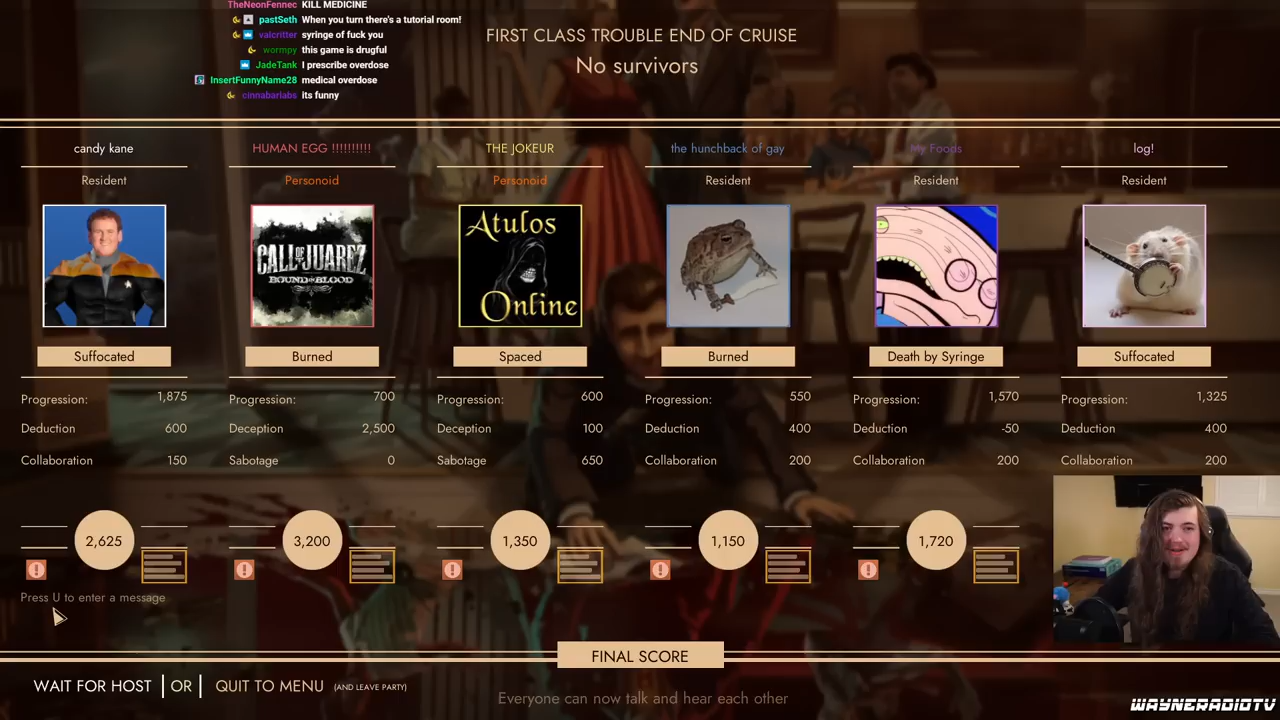 TheNeonFennec KILL MEDICINE
pastSeth When you turn there's a tutorial room!
valcritter syringe of fuck you
wormpy this game is drugful
JadeTank I prescribe overdose
InsertFunnyName28 medical overdose
cinnabarlabs its funny
FIRST CLASS TROUBLE END OF CRUISE
No survivors
candy kane HUMAN EGG !!!!!!!!!! THE JOKEUR the hunchback of gay My Foods log!
Resident Personoid Personoid Resident Resident Resident
CALL OF JUAREZ
BOUND IN BLOOD
Atulos
Online
Suffocated Burned Spaced Burned Death by Syringe Suffocated
Progression: 1,875 Progression: 700 Progression: 600 Progression: 550 Progression: 1,570 Progression: 1,325
Deduction 600 Deception 2,500 Deception 100 Deduction 400 Deduction -50 Deduction 400
Collaboration 150 Sabotage 0 Sabotage 650 Collaboration 200 Collaboration 200 Collaboration 200
2,625 3,200 1,350 1,150 1,720
Press U to enter a message
FINAL SCORE
WAIT FOR HOST | OR | QUIT TO MENU (AND LEAVE PARTY)
Everyone can now talk and hear each other
WAYNERADIOTV